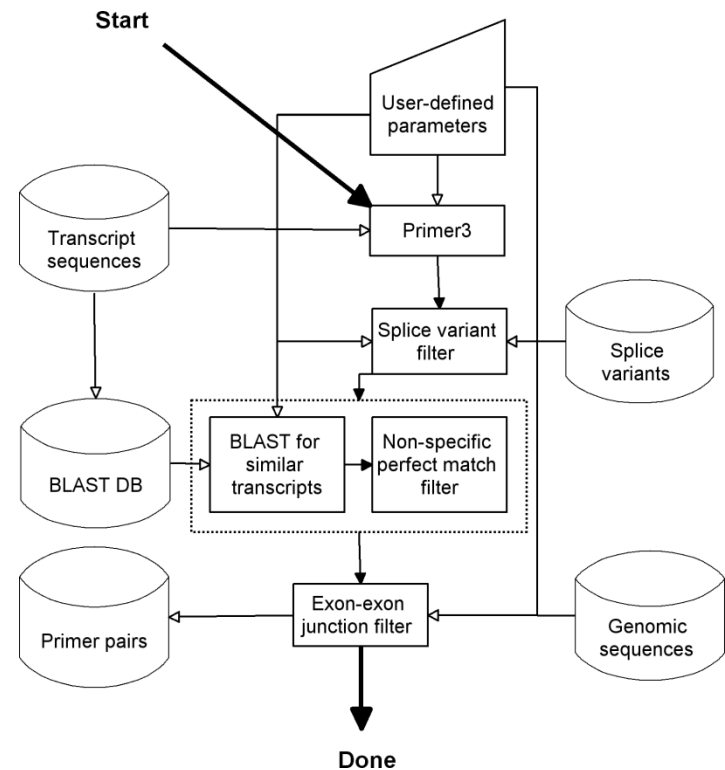 Start
User-defined
parameters
Transcript
sequences
Primer3
Splice variant
filter
Splice
variants
BLAST DB
BLAST for
similar
transcripts
Non-specific
perfect match
filter
Primer pairs
Exon-exon
junction filter
Genomic
sequences
Done